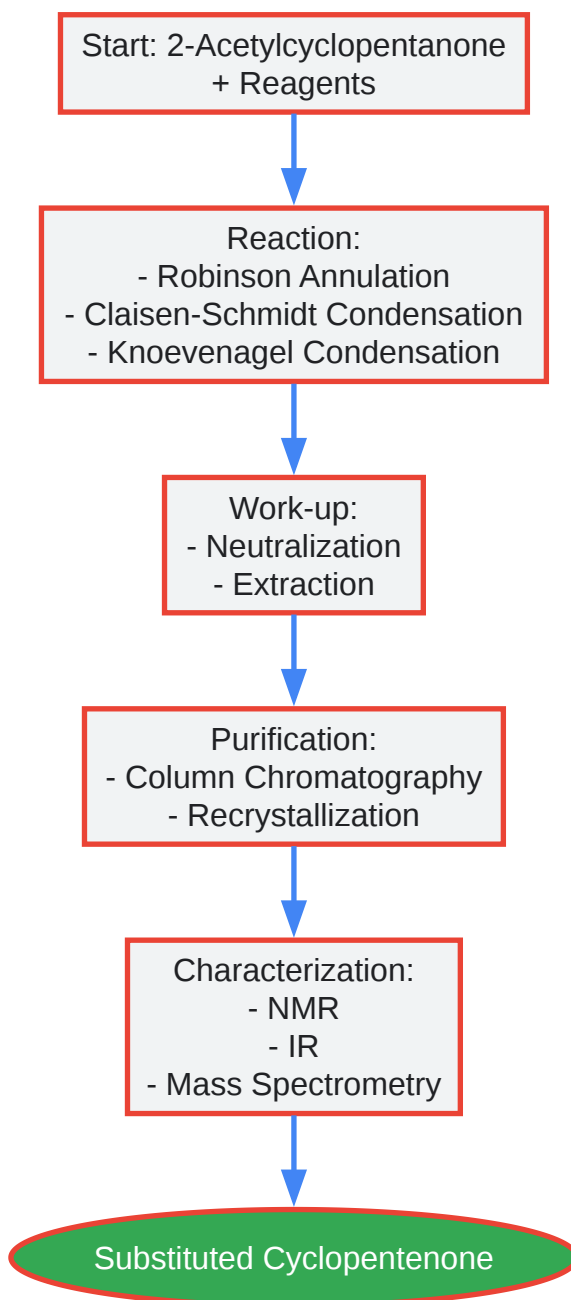 Start: 2-Acetylcyclopentanone
+ Reagents
Reaction:
- Robinson Annulation
- Claisen-Schmidt Condensation
- Knoevenagel Condensation
Work-up:
- Neutralization
- Extraction
Purification:
- Column Chromatography
- Recrystallization
Characterization:
- NMR
- IR
- Mass Spectrometry
Substituted Cyclopentenone